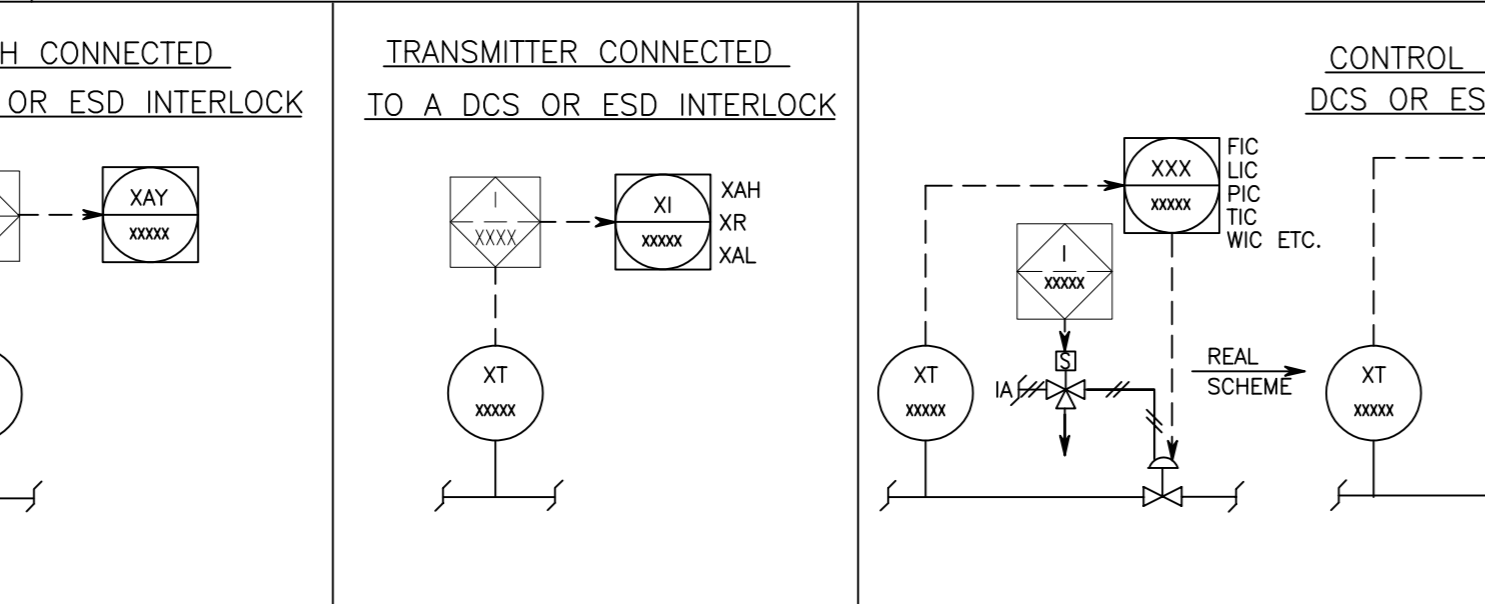 H CONNECTED
OR ESD INTERLOCK
XAY
XXXXX
TRANSMITTER CONNECTED
TO A DCS OR ESD INTERLOCK
I
XXXX
XI
XXXXX
XAH
XR
XAL
XT
XXXXX
CONTROL
DCS OR ES
XXX
XXXXX
FIC
LIC
PIC
TIC
WIC ETC.
I
XXXXX
S
IA
XT
XXXXX
REAL
SCHEME
XT
XXXXX